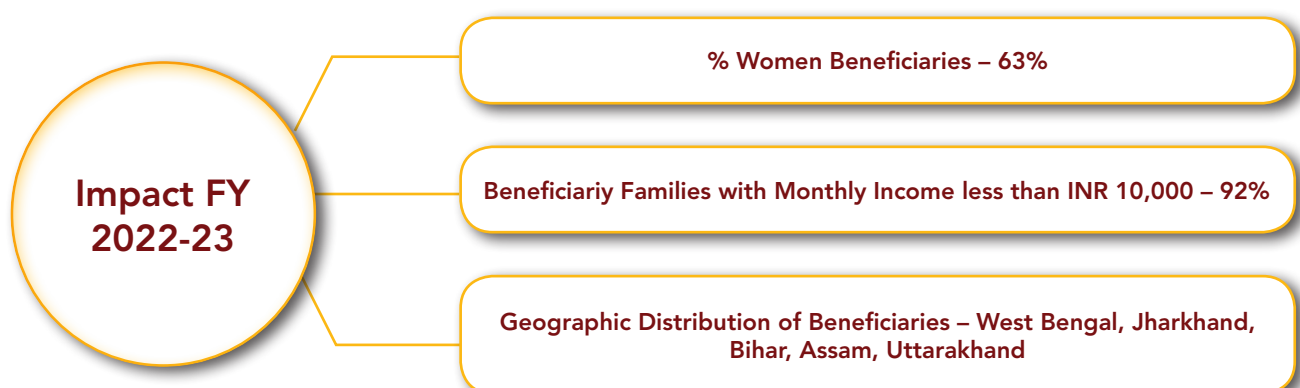 Impact FY
2022-23
% Women Beneficiaries – 63%
Beneficiariy Families with Monthly Income less than INR 10,000 – 92%
Geographic Distribution of Beneficiaries – West Bengal, Jharkhand,
Bihar, Assam, Uttarakhand